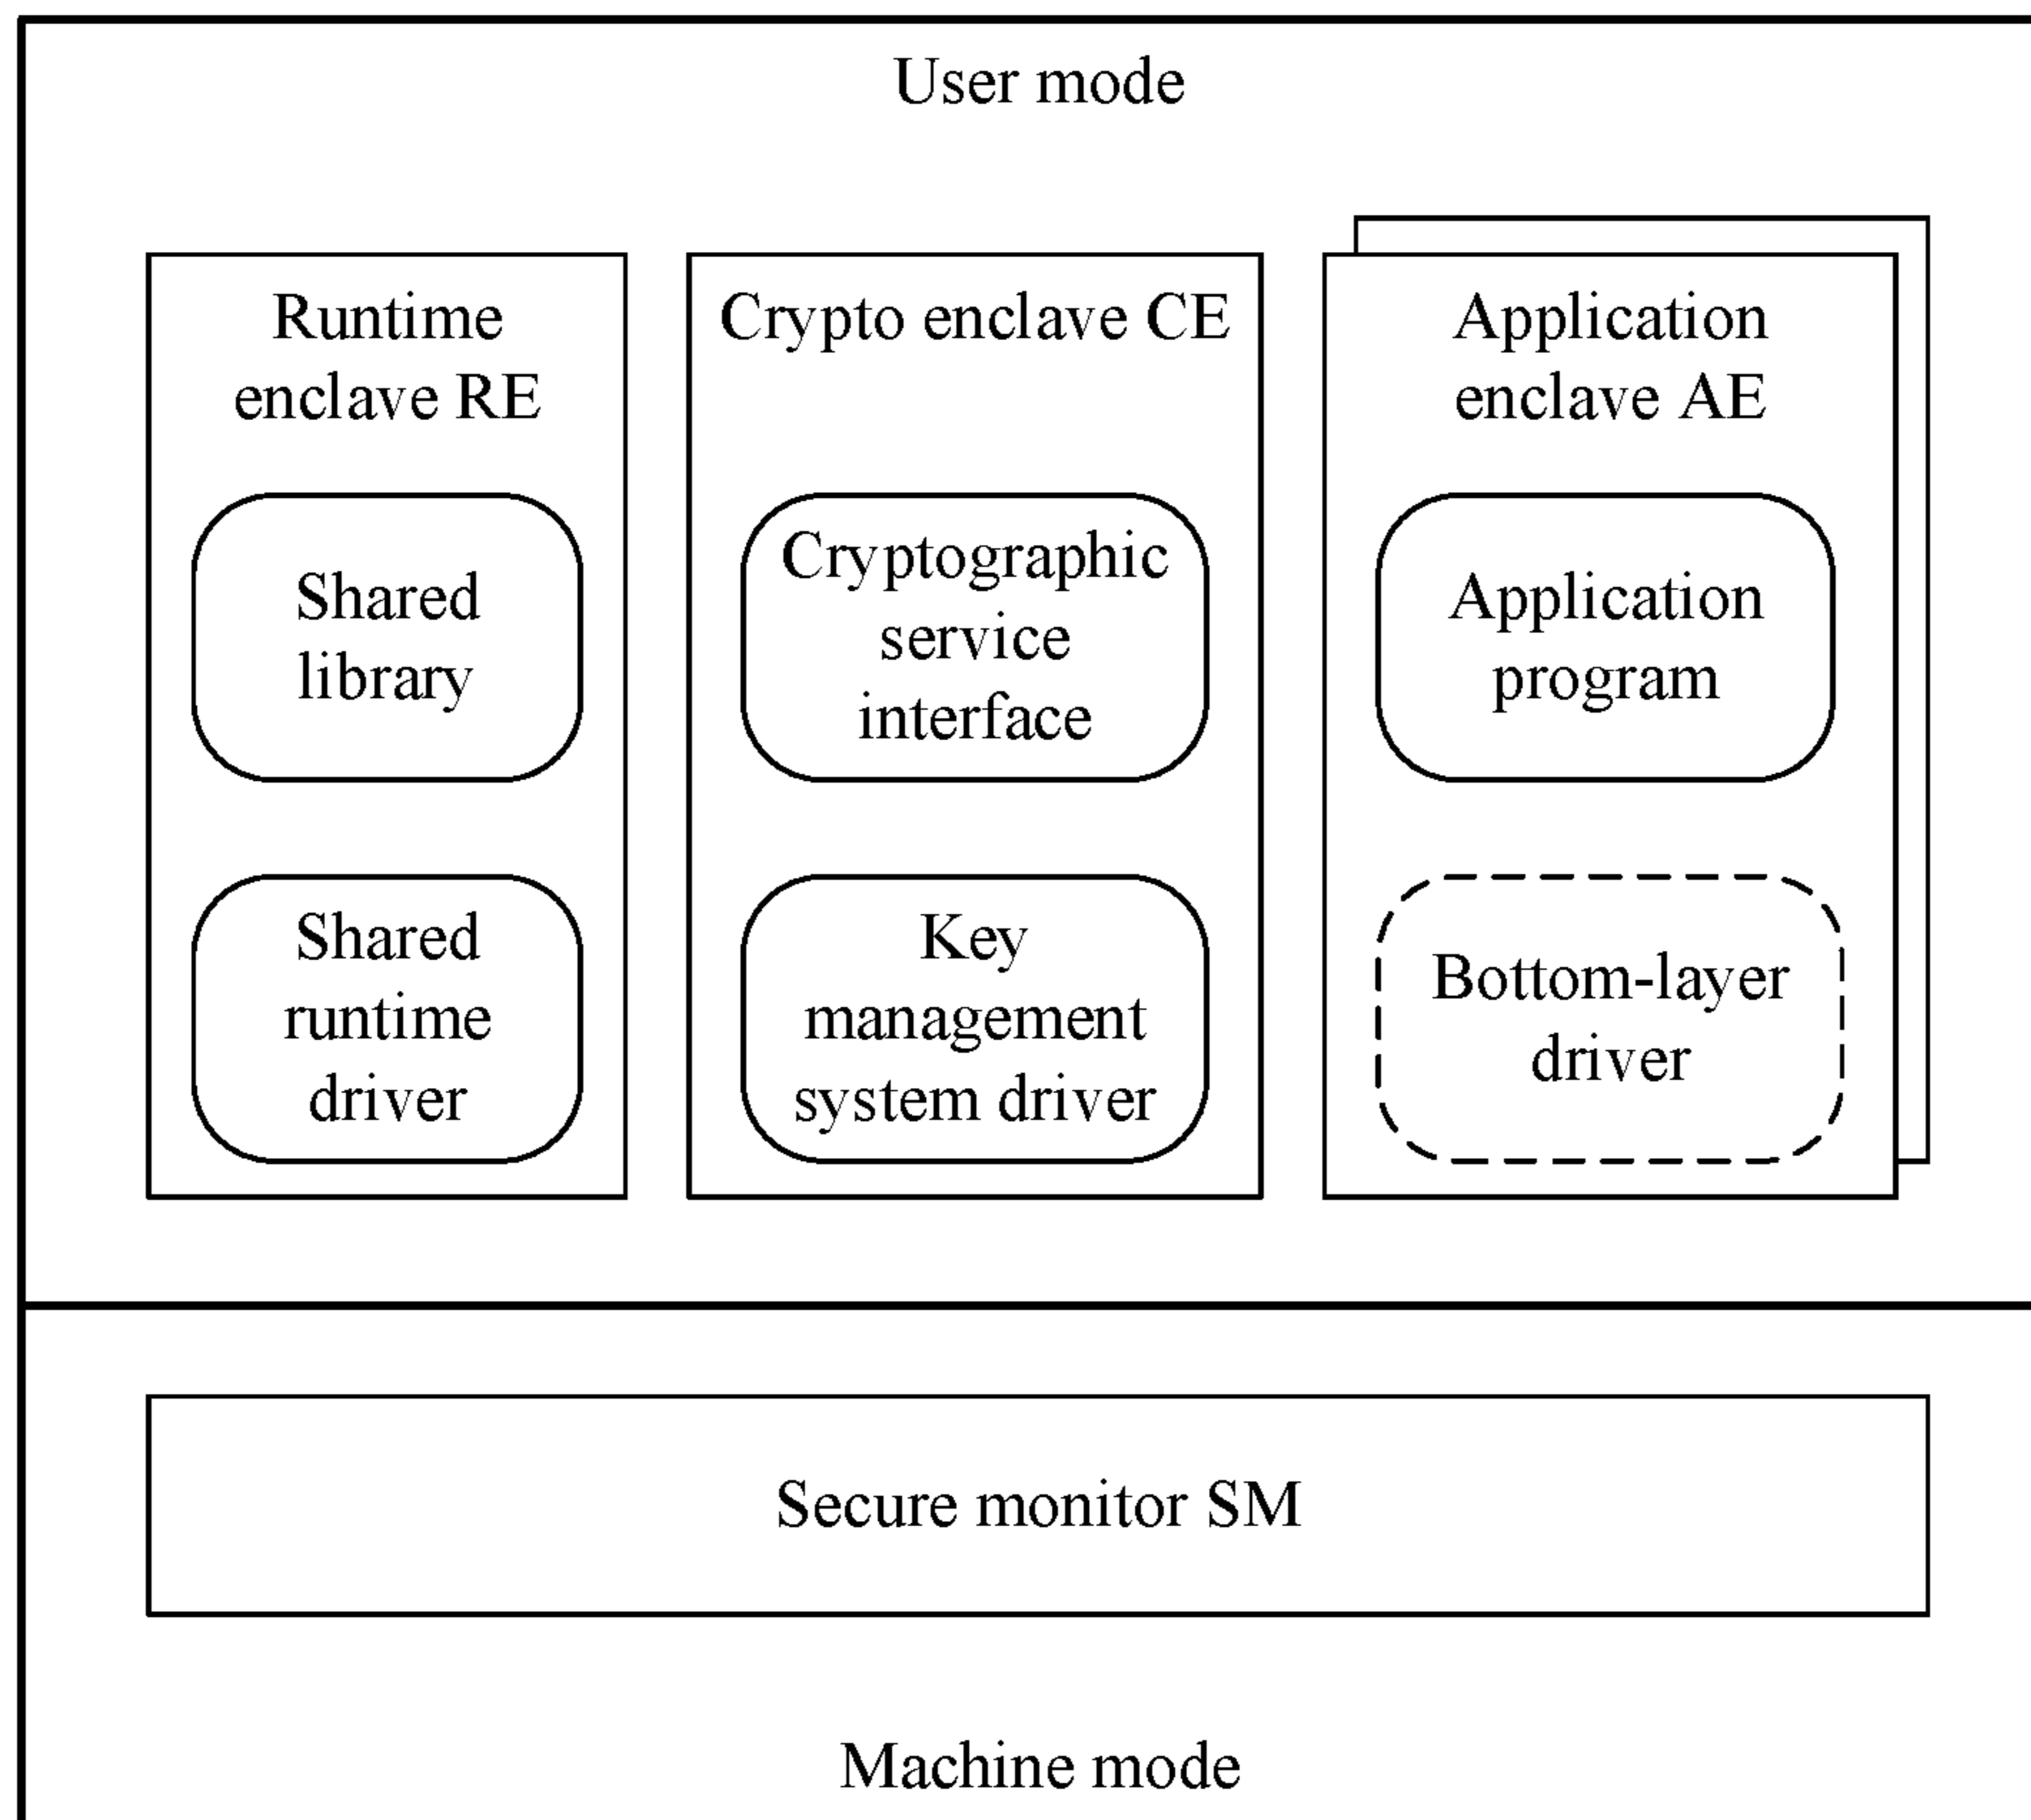 User mode
Runtime
enclave RE
Shared
library
Shared
runtime
driver
Crypto enclave CE
Cryptographic
service
interface
Key
management
system driver
Application
enclave AE
Application
program
Bottom-layer
driver
Secure monitor SM
Machine mode